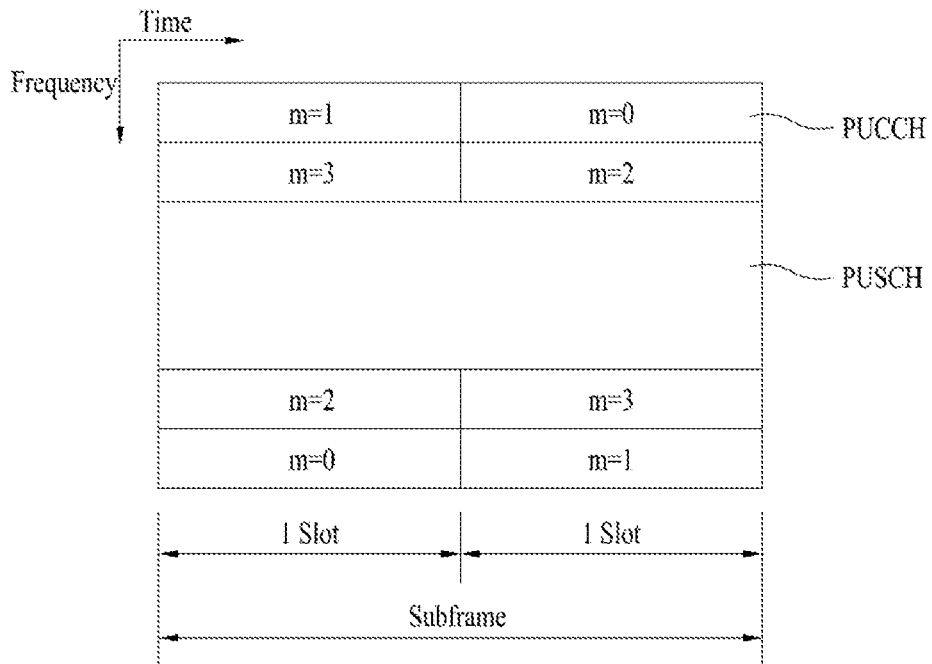 Time
Frequency
m=1 m=0
PUCCH
m=3 m=2
PUSCH
m=2 m=3
m=0 m=1
1 Slot 1 Slot
Subframe